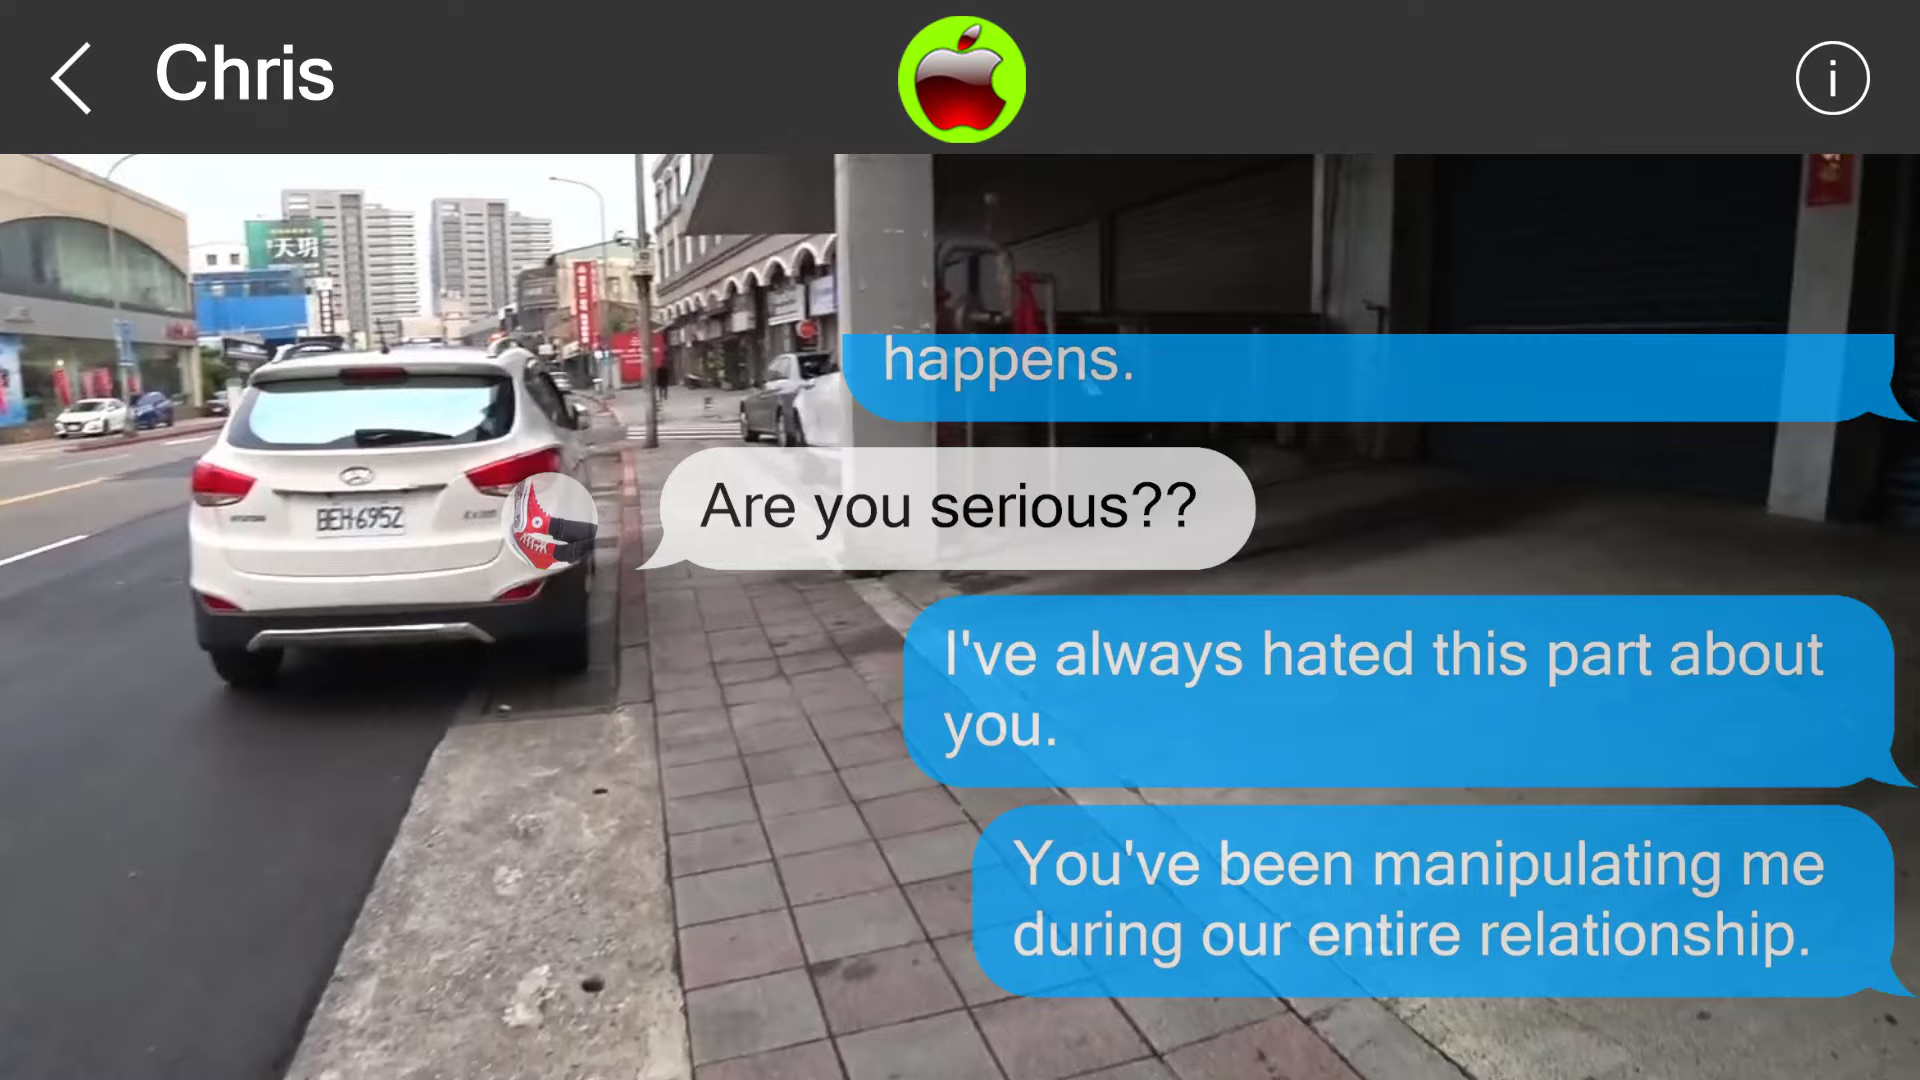 Chris
天玥
happens.
BEH-6952
Are you serious??
I've always hated this part about
you.
You've been manipulating me
during our entire relationship.